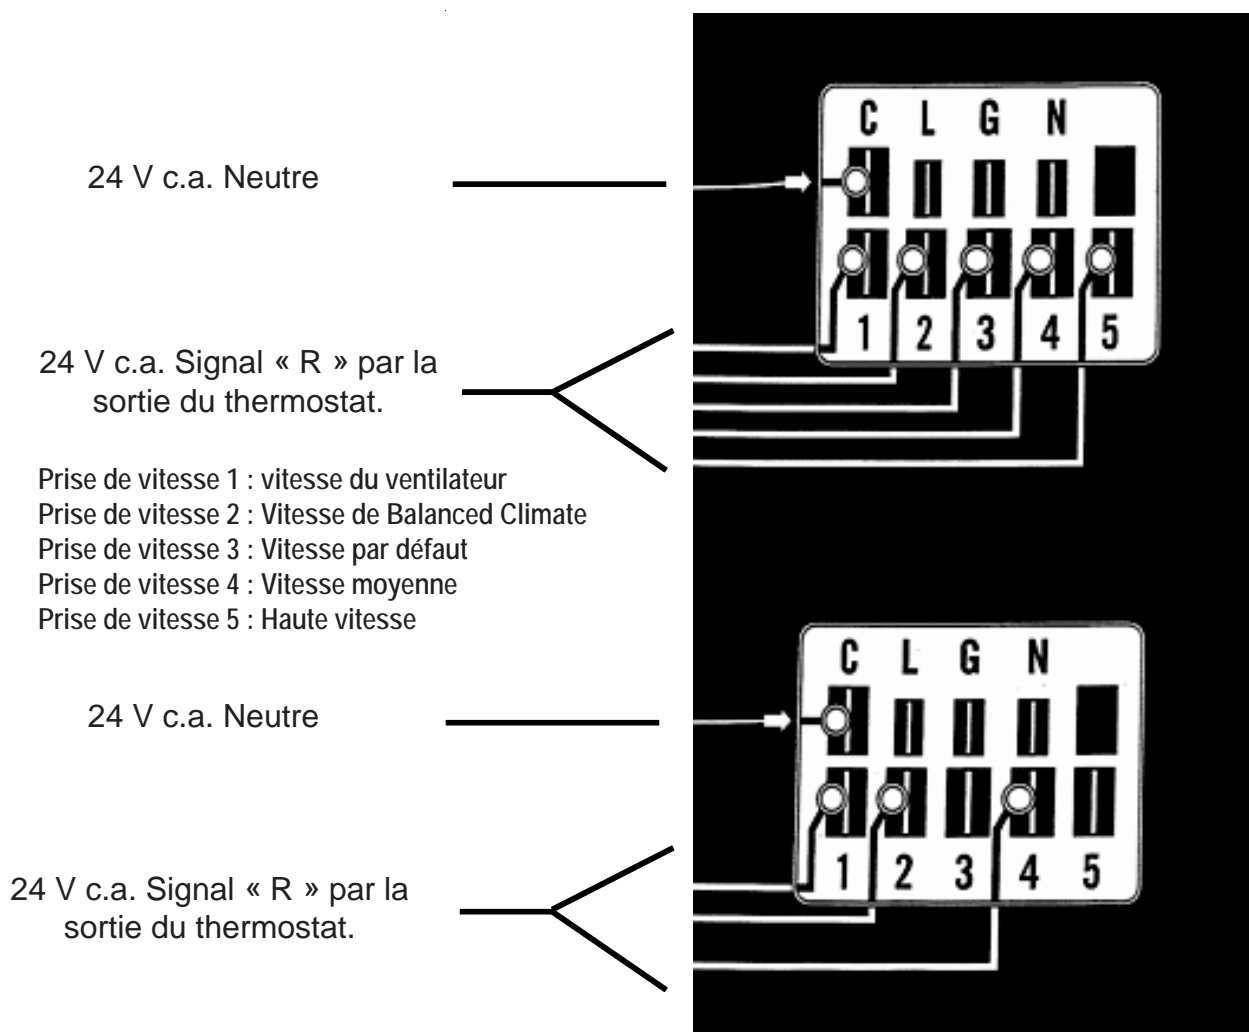 C L G N
24 V c.a. Neutre
1 2 3 4 5
24 V c.a. Signal « R » par la
sortie du thermostat.
Prise de vitesse 1 : vitesse du ventilateur
Prise de vitesse 2 : Vitesse de Balanced Climate
Prise de vitesse 3 : Vitesse par défaut
Prise de vitesse 4 : Vitesse moyenne
Prise de vitesse 5 : Haute vitesse
C L G N
24 V c.a. Neutre
1 2 3 4 5
24 V c.a. Signal « R » par la
sortie du thermostat.